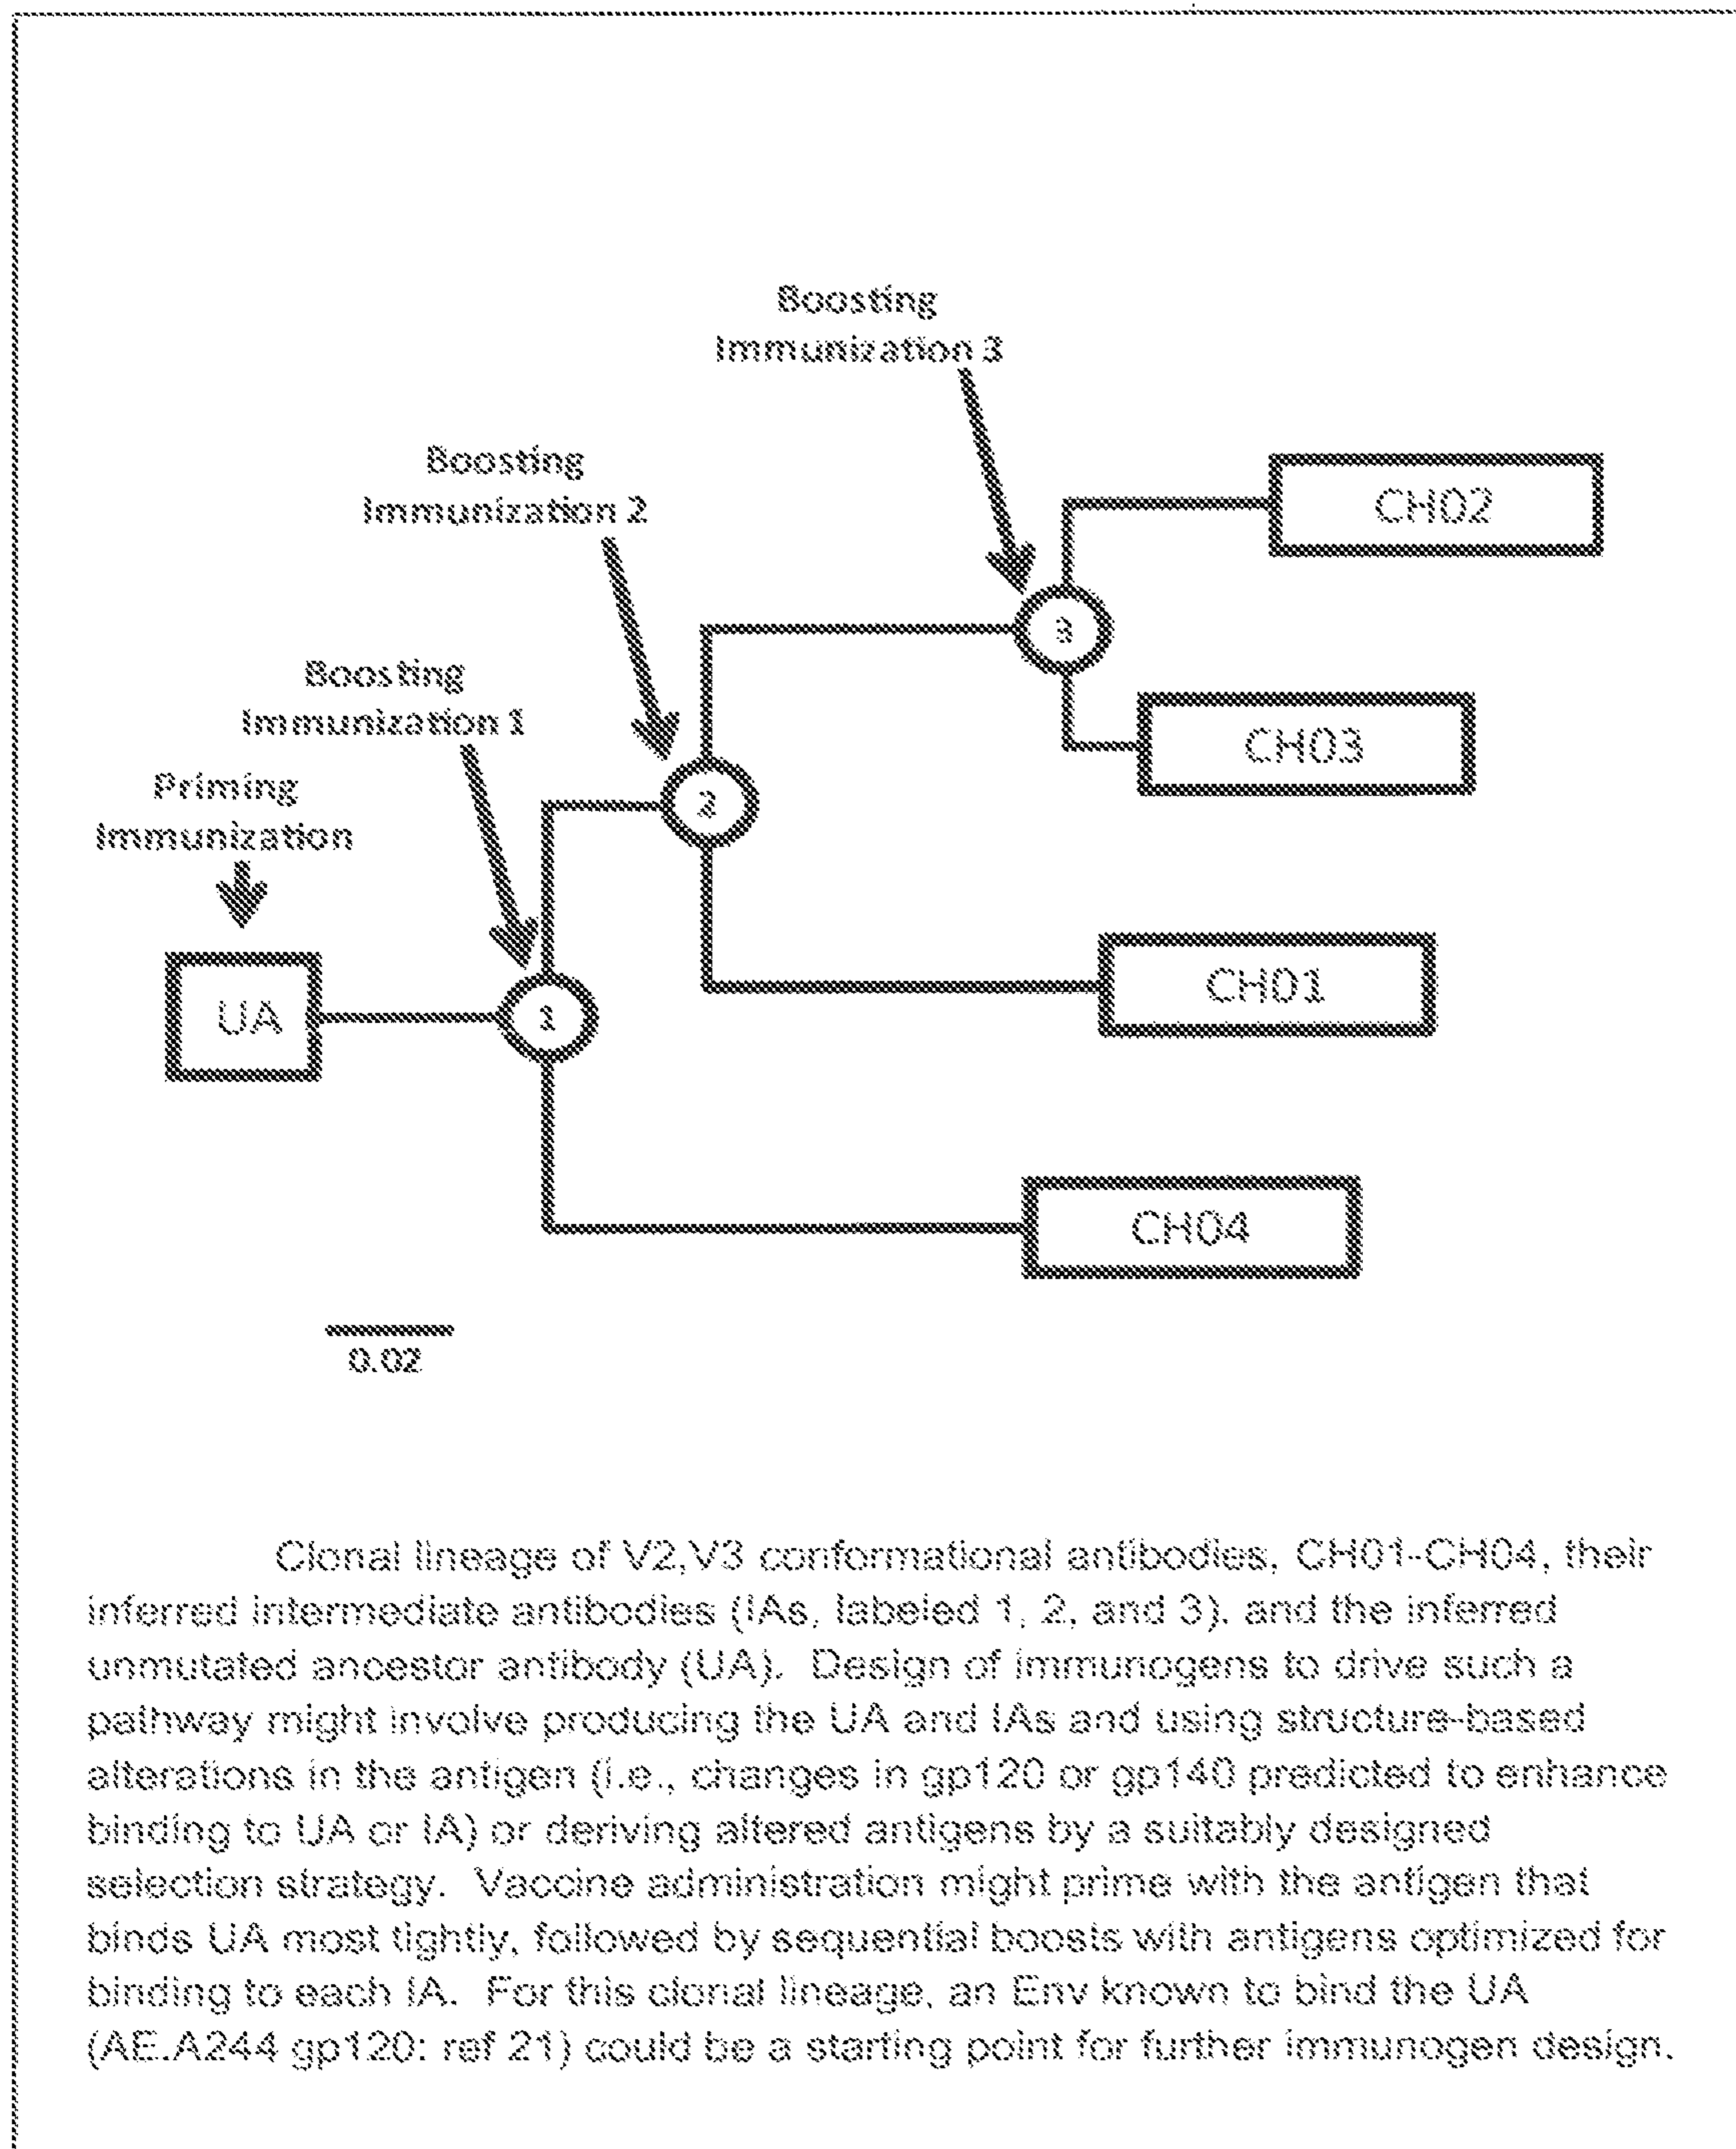 Boosting
Immunization 3
Boosting
Immunization 2
CH02
3
Boosting
Immunization 1
CH03
Priming
Immunization
2
CH01
UA
1
CH04
0.02
Clonal lineage of V2,V3 conformational antibodies, CH01-CH04, their
inferred intermediate antibodies (IAs, labeled 1, 2, and 3), and the inferred
unmutated ancestor antibody (UA). Design of immunogens to drive such a
pathway might involve producing the UA and IAs and using structure-based
alterations in the antigen (i.e., changes in gp120 or gp140 predicted to enhance
binding to UA or IA) or deriving altered antigens by a suitably designed
selection strategy. Vaccine administration might prime with the antigen that
binds UA most tightly, followed by sequential boosts with antigens optimized for
binding to each IA. For this clonal lineage, an Env known to bind the UA
(AE.A244 gp120: ref 21) could be a starting point for further immunogen design.